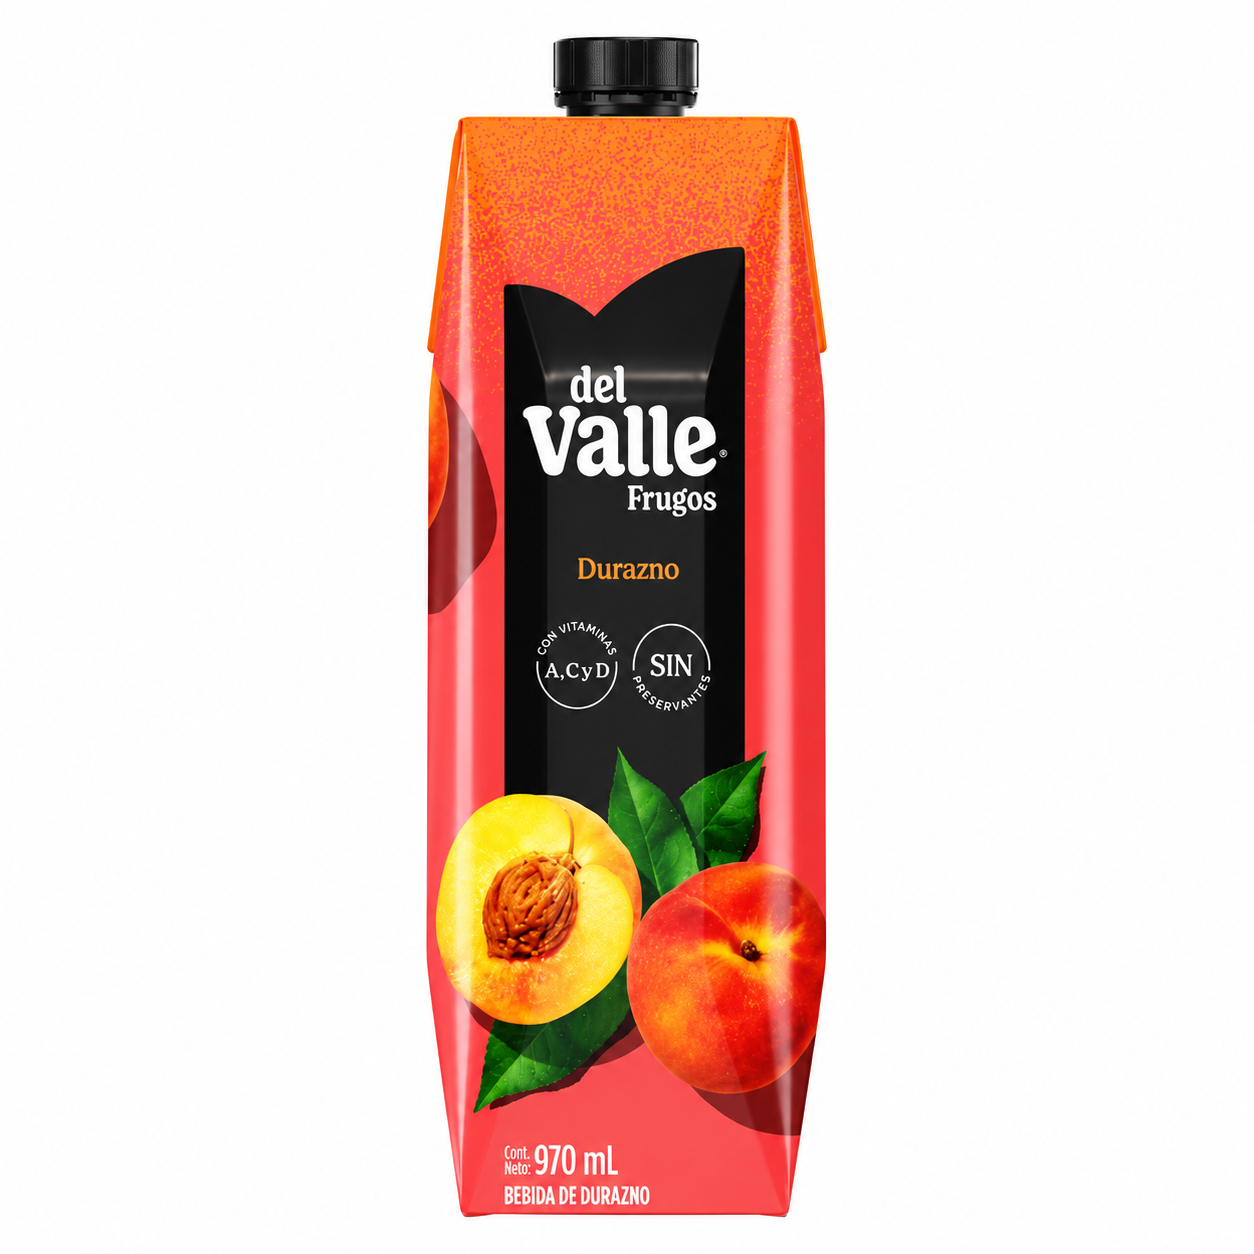 del
Valle®
Frugos
Durazno
CON VITAMINAS
A,C y D
SIN
PRESERVANTES
Cont.
Neto: 970 mL
BEBIDA DE DURAZNO